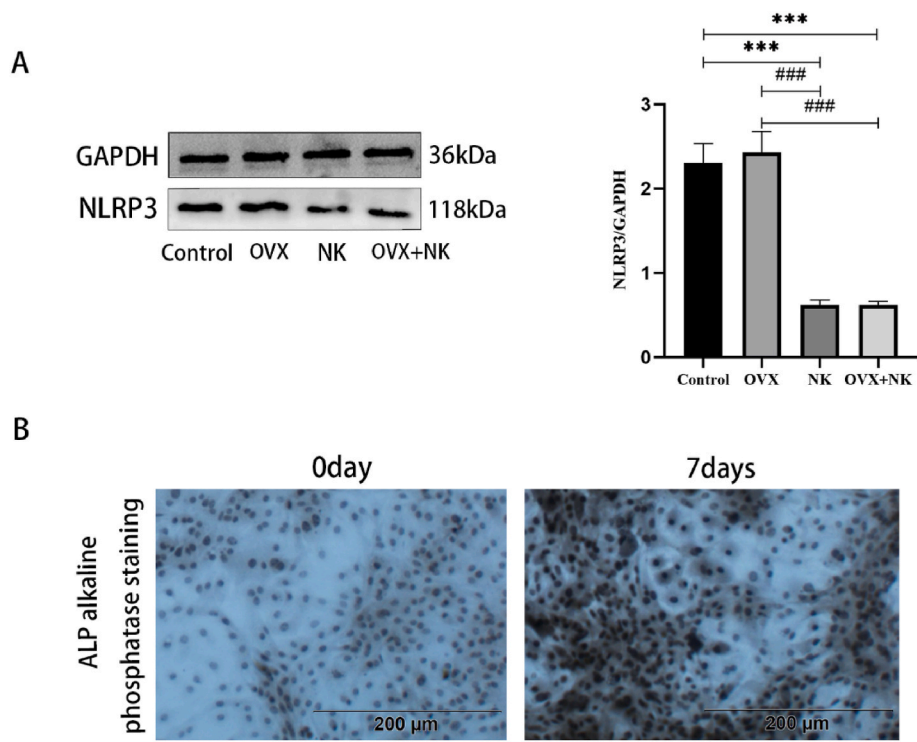 A
GAPDH
36kDa
NLRP3
118kDa
Control OVX NK OVX+NK
***
***
###
###
NLRP3/GAPDH
3
2
1
0
Control OVX NK OVX+NK
B
0day 7days
ALP alkaline
phosphatase staining
200 μm
200 μm